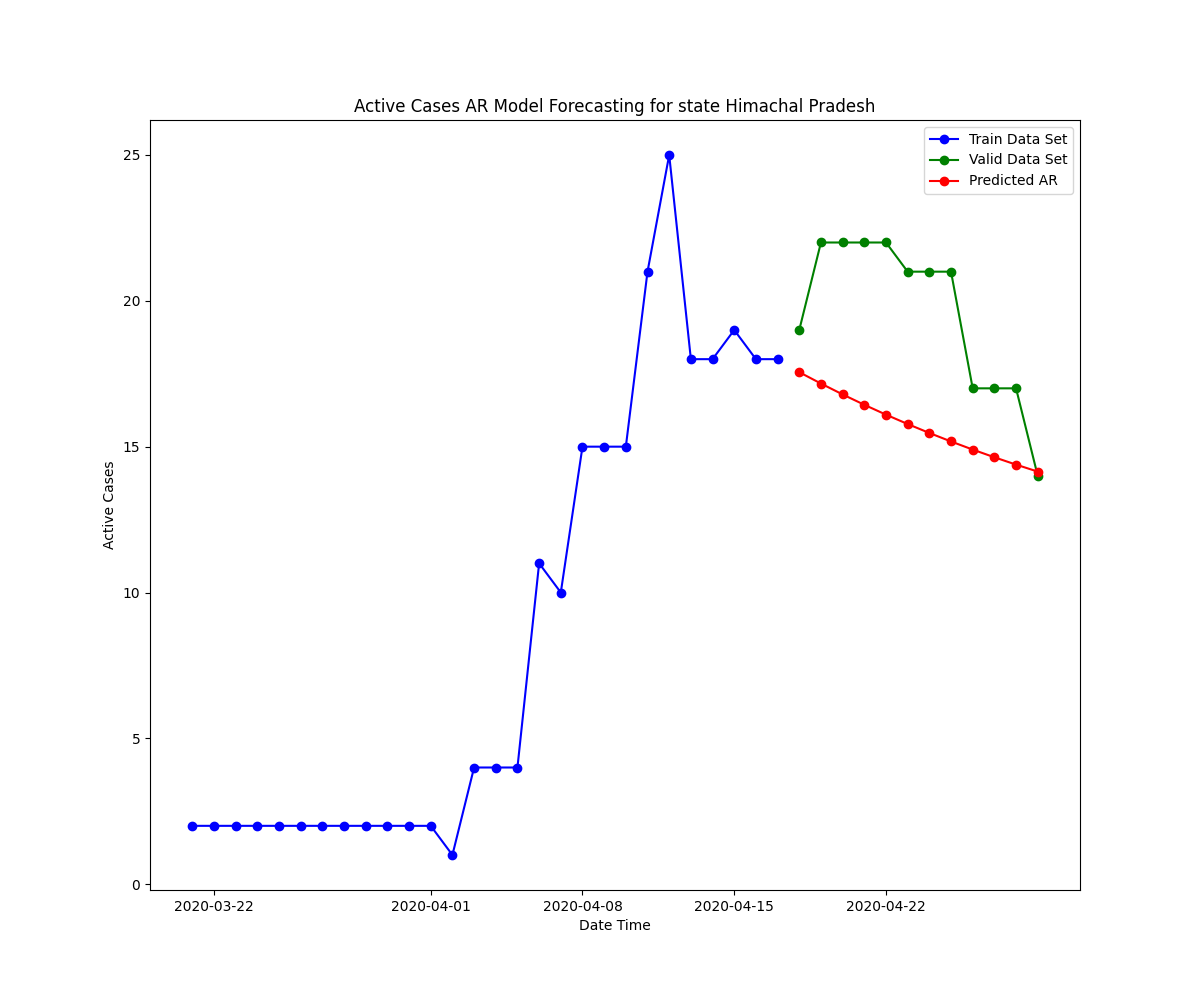 Active Cases AR Model Forecasting for state Himachal Pradesh
Train Data Set
Valid Data Set
Predicted AR
25
20
15
10
5
0
Active Cases
2020-03-22
2020-04-01
2020-04-08
2020-04-15
2020-04-22
Date Time